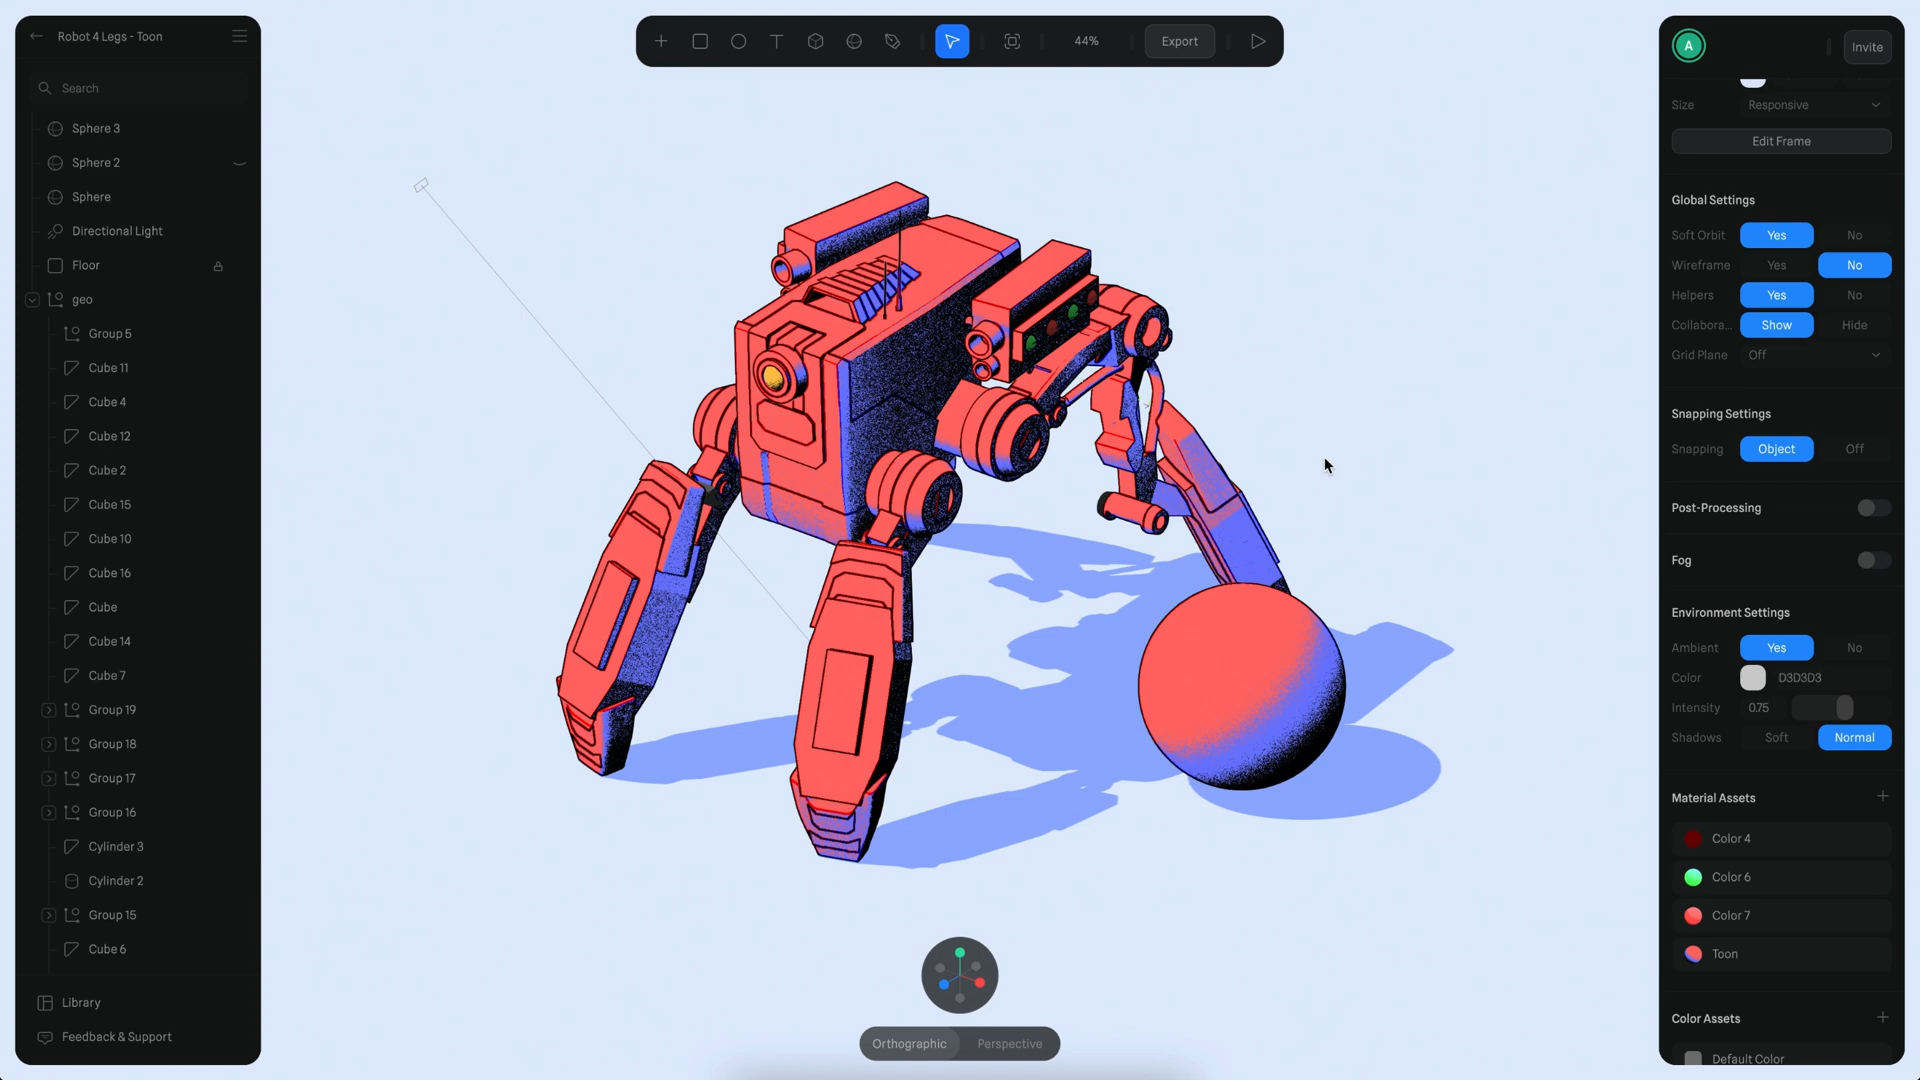 Robot 4 Legs - Toon
Search
Sphere 3
Sphere 2
Sphere
Directional Light
Floor
geo
Group 5
Cube 11
Cube 4
Cube 12
Cube 2
Cube 15
Cube 10
Cube 16
Cube
Cube 14
Cube 7
Group 19
Group 18
Group 17
Group 16
Cylinder 3
Cylinder 2
Group 15
Cube 6
Library
Feedback & Support
44%
Export
Orthographic
Perspective
A
Invite
Size Responsive
Edit Frame
Global Settings
Soft Orbit Yes No
Wireframe Yes No
Helpers Yes No
Collabora... Show Hide
Grid Plane Off
Snapping Settings
Snapping Object Off
Post-Processing
Fog
Environment Settings
Ambient Yes No
Color D3D3D3
Intensity 0.75
Shadows Soft Normal
Material Assets
Color 4
Color 6
Color 7
Toon
Color Assets
Default Color